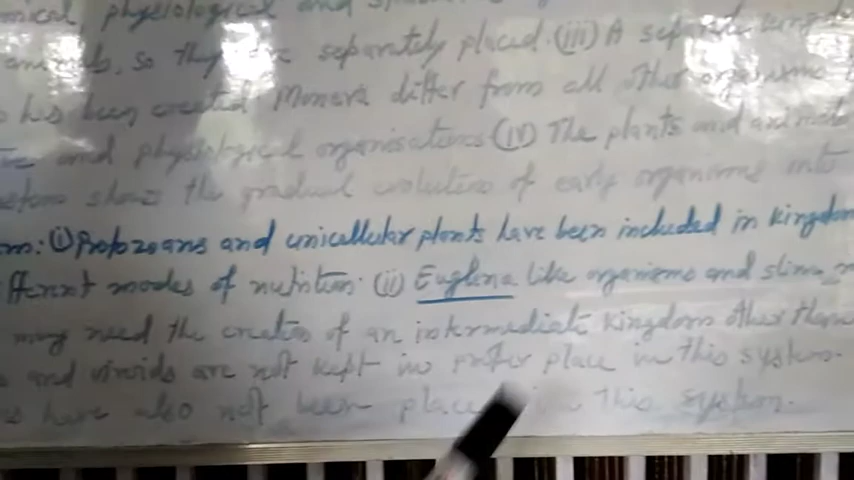 mical physiological and
animals, so they are separately placed. (iii) A separate kingdom
has been created Monera differ from all other organisms
and physiological organisations (iv) The plants and animals
shows the gradual evolution of early organisms into
m: (i) Protozoans and unicellular plants have been included in kingdom
fferent modes of nutrition. (ii) Euglena like organisms and slime m
may need the creation of an intermediate kingdom other than
and viroids are not kept in proper place in this system.
s have also not been place in this system.